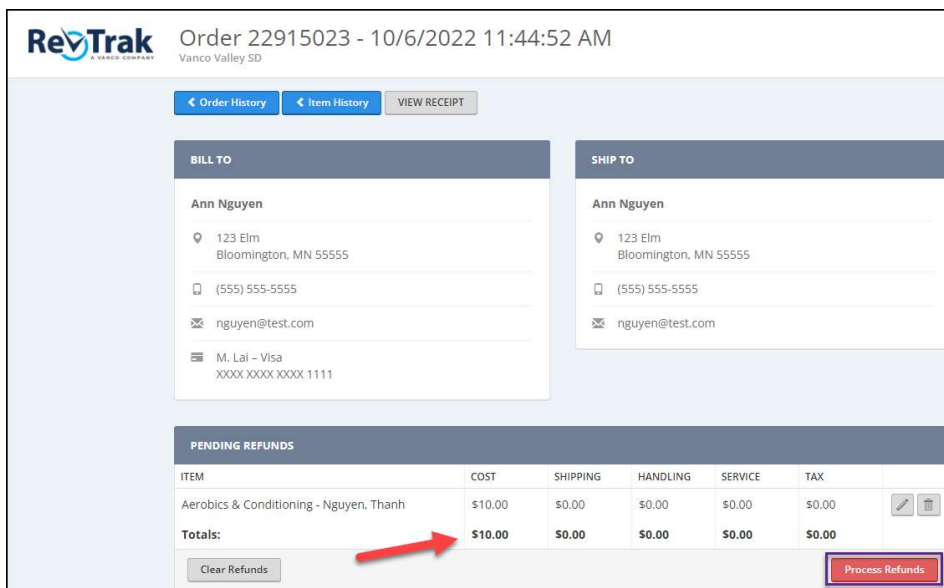 RevTrak
A VANCO COMPANY
Order 22915023 - 10/6/2022 11:44:52 AM
Vanco Valley SD
Order History Item History VIEW RECEIPT
BILL TO
Ann Nguyen
123 Elm
Bloomington, MN 55555
(555) 555-5555
nguyen@test.com
M. Lai – Visa
XXXX XXXX XXXX 1111
SHIP TO
Ann Nguyen
123 Elm
Bloomington, MN 55555
(555) 555-5555
nguyen@test.com
PENDING REFUNDS
ITEM COST SHIPPING HANDLING SERVICE TAX
Aerobics & Conditioning - Nguyen, Thanh $10.00 $0.00 $0.00 $0.00 $0.00
Totals: $10.00 $0.00 $0.00 $0.00 $0.00
Clear Refunds Process Refunds